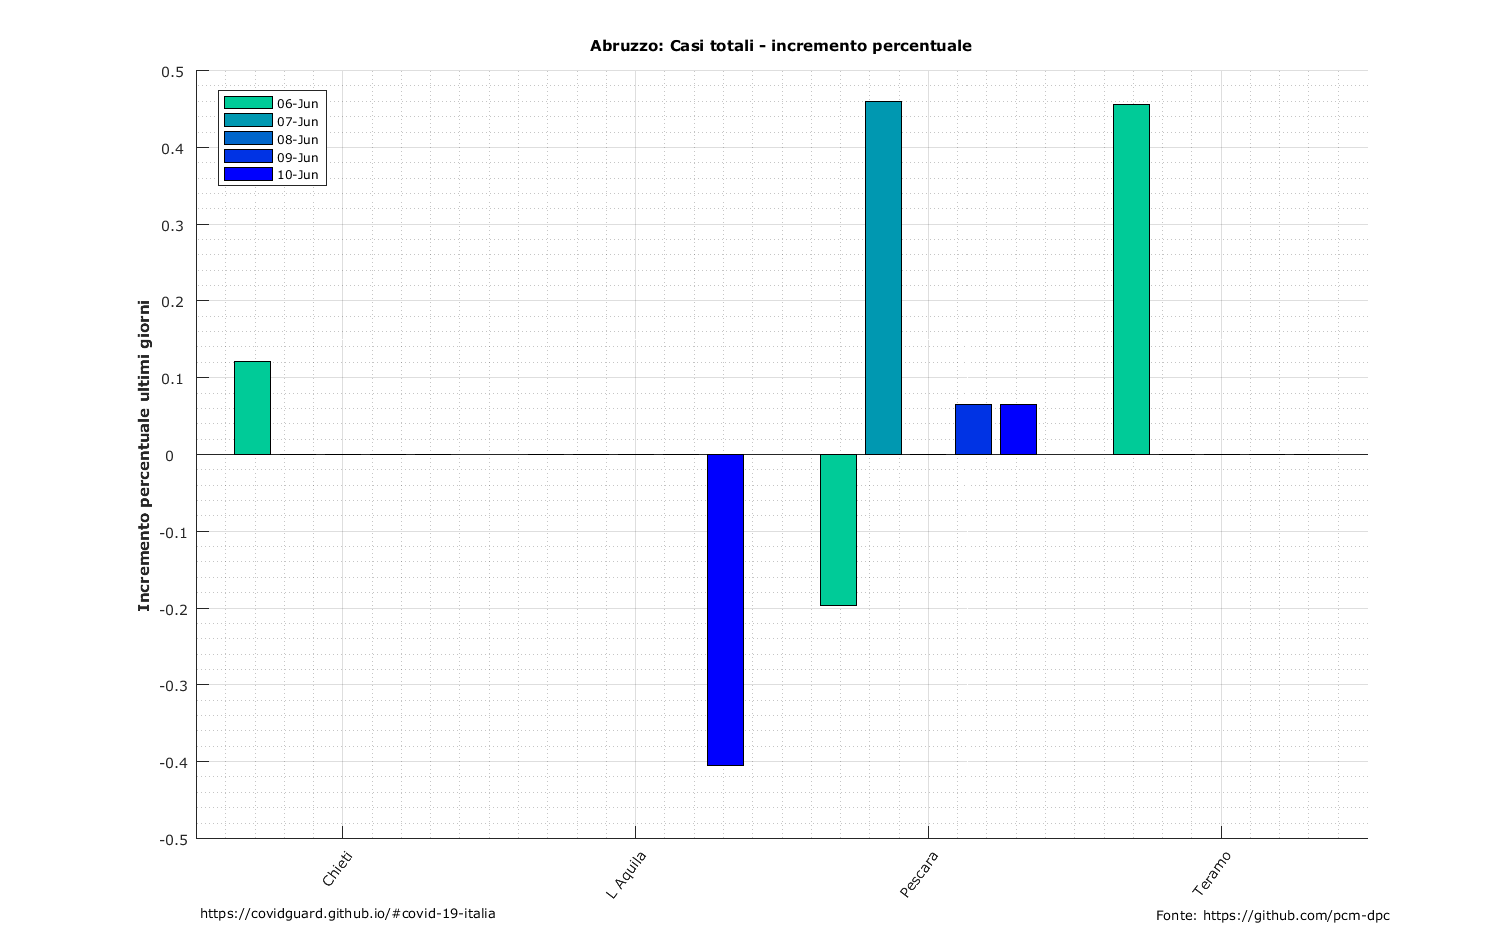 Abruzzo: Casi totali - incremento percentuale
0.5
0.4
0.3
0.2
0.1
0
-0.1
-0.2
-0.3
-0.4
-0.5
Incremento percentuale ultimi giorni
06-Jun
07-Jun
08-Jun
09-Jun
10-Jun
Chieti
L Aquila
Pescara
Teramo
https://covidguard.github.io/#covid-19-italia
Fonte: https://github.com/pcm-dpc